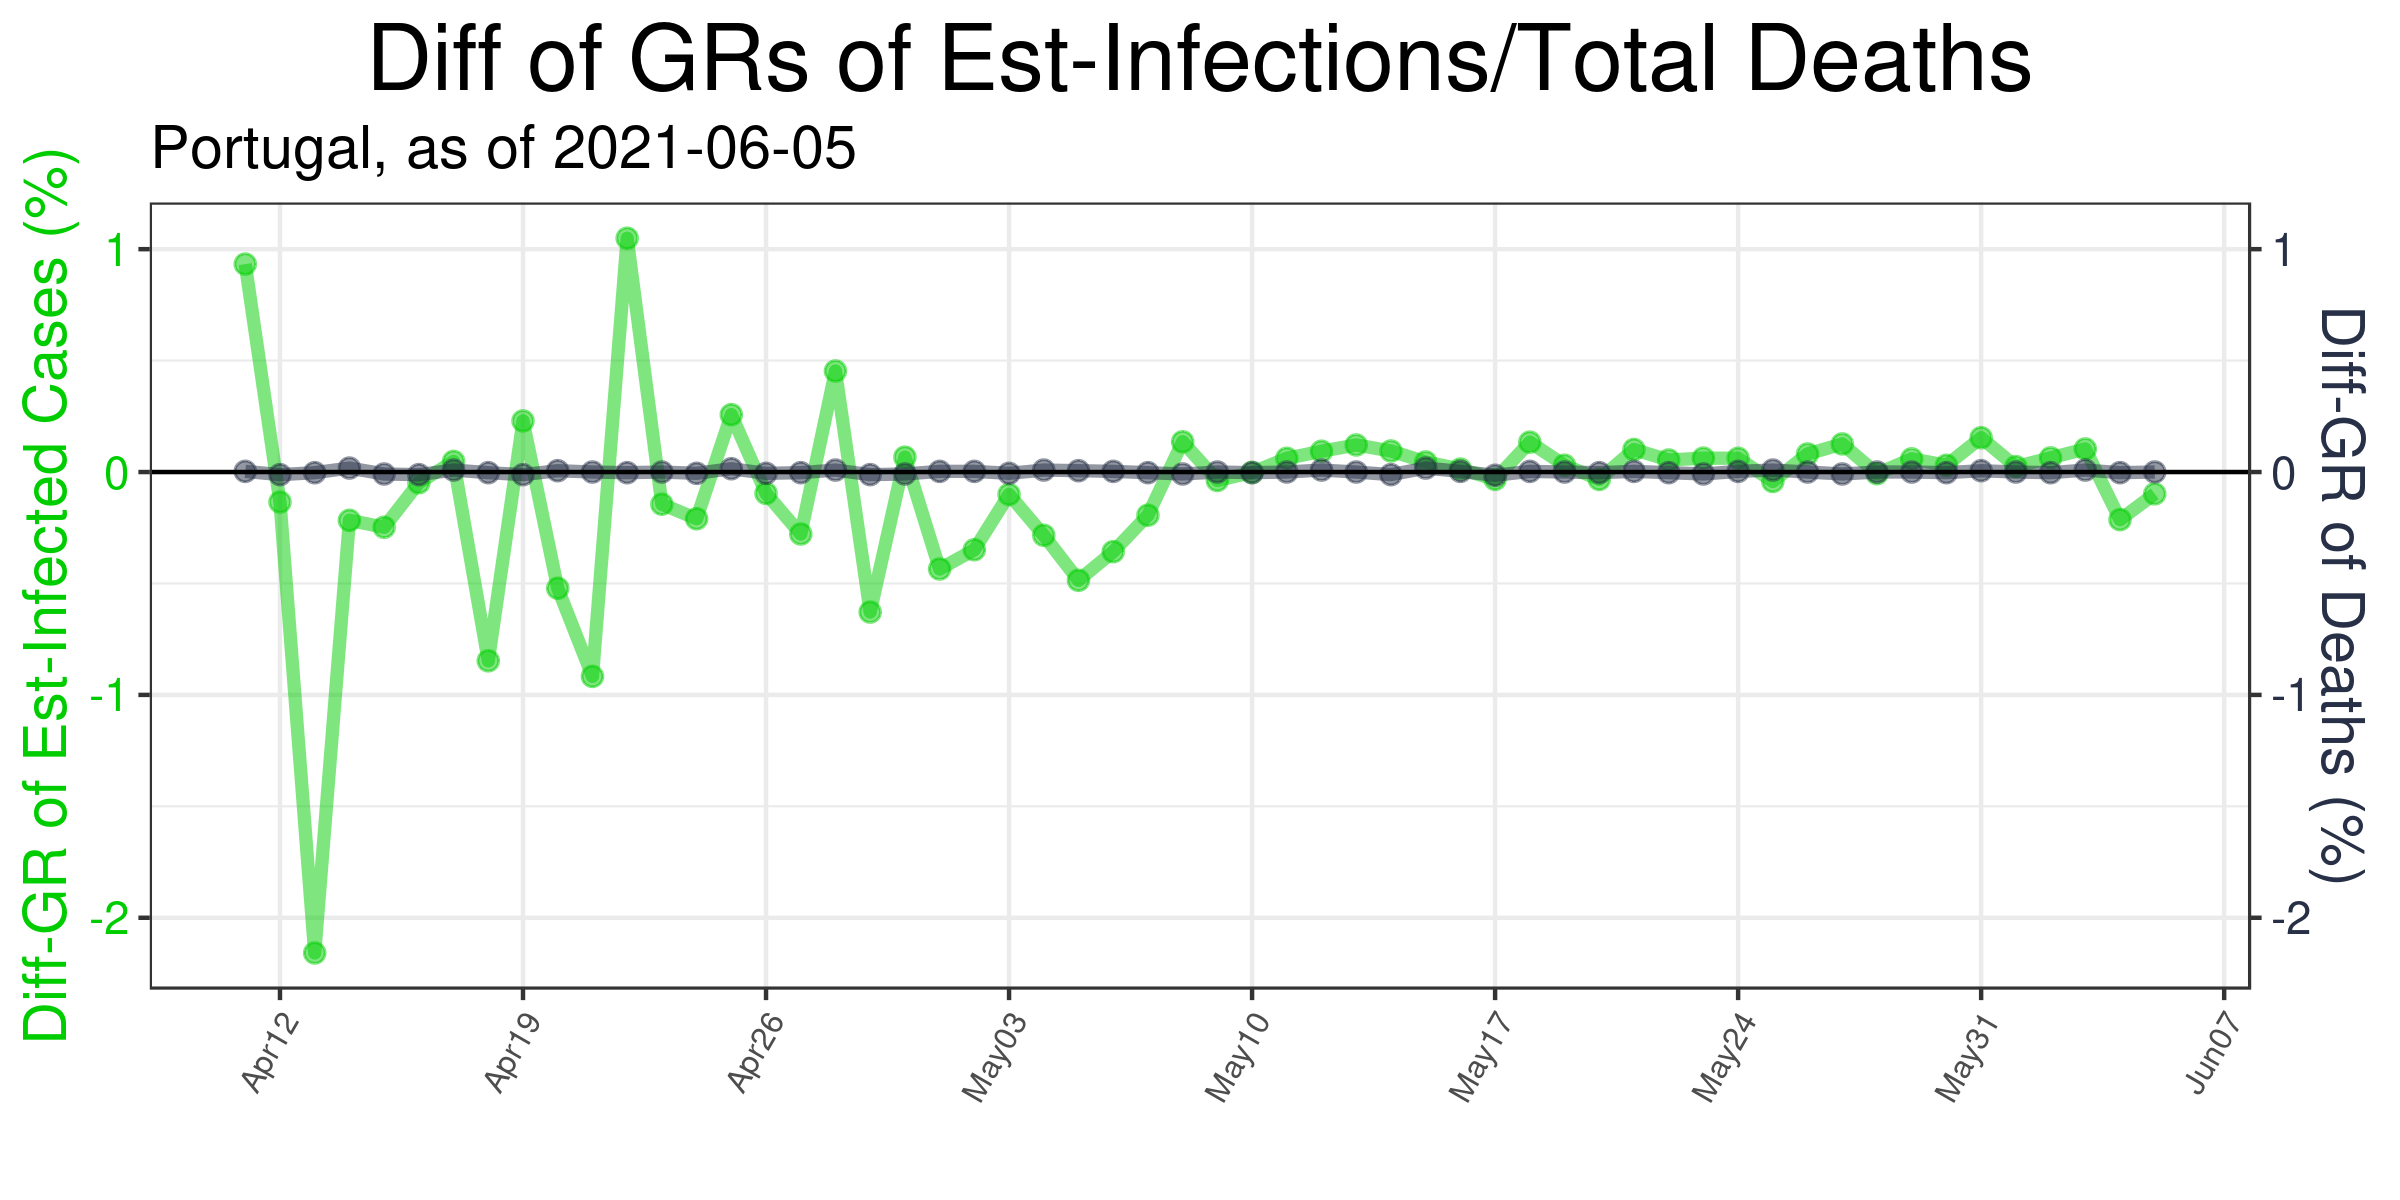 Diff of GRs of Est-Infections/Total Deaths
Portugal, as of 2021-06-05
Diff-GR of Est-Infected Cases (%)
1
0
-1
-2
1
0
-1
-2
Diff-GR of Deaths (%)
Apr12
Apr19
Apr26
May03
May10
May17
May24
May31
Jun07